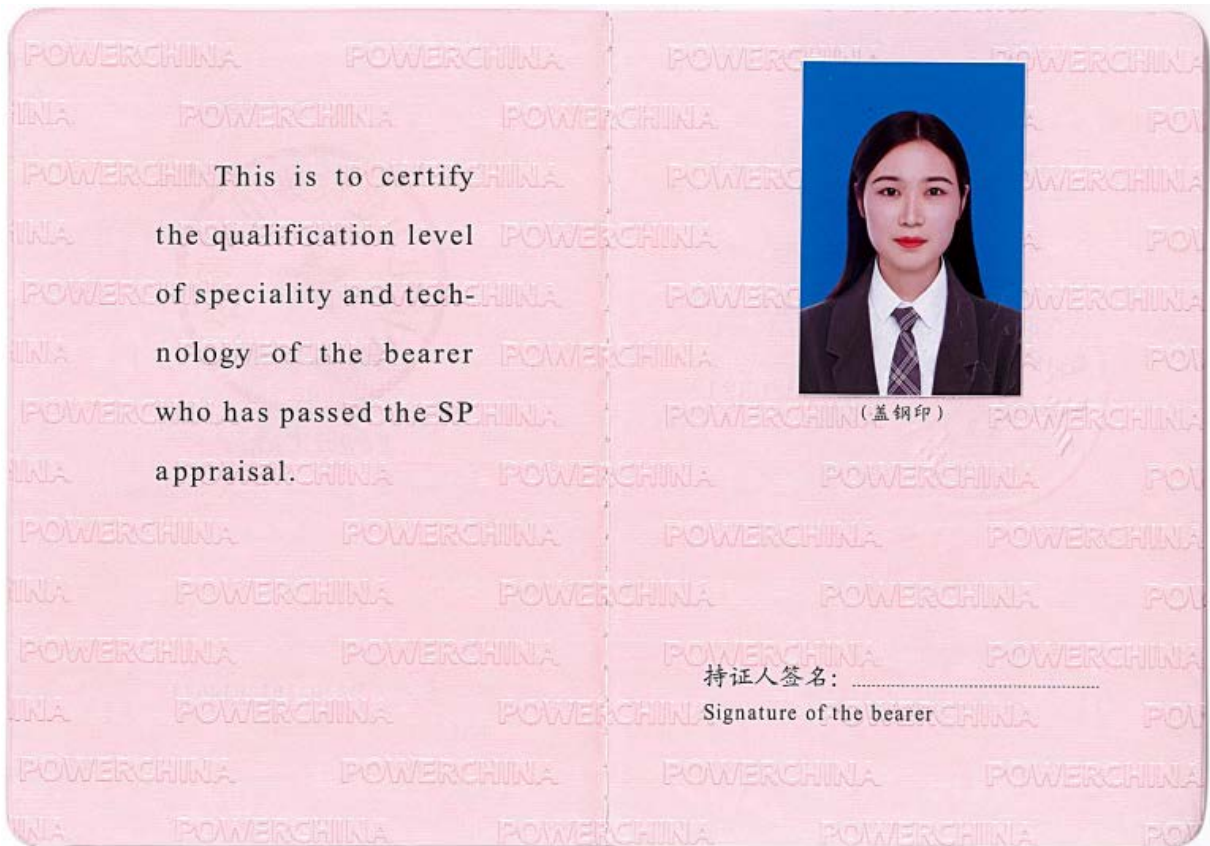 This is to certify
the qualification level
of speciality and tech-
nology of the bearer
who has passed the SP
appraisal.
(盖钢印)
持证人签名:
Signature of the bearer
POWERCHINA